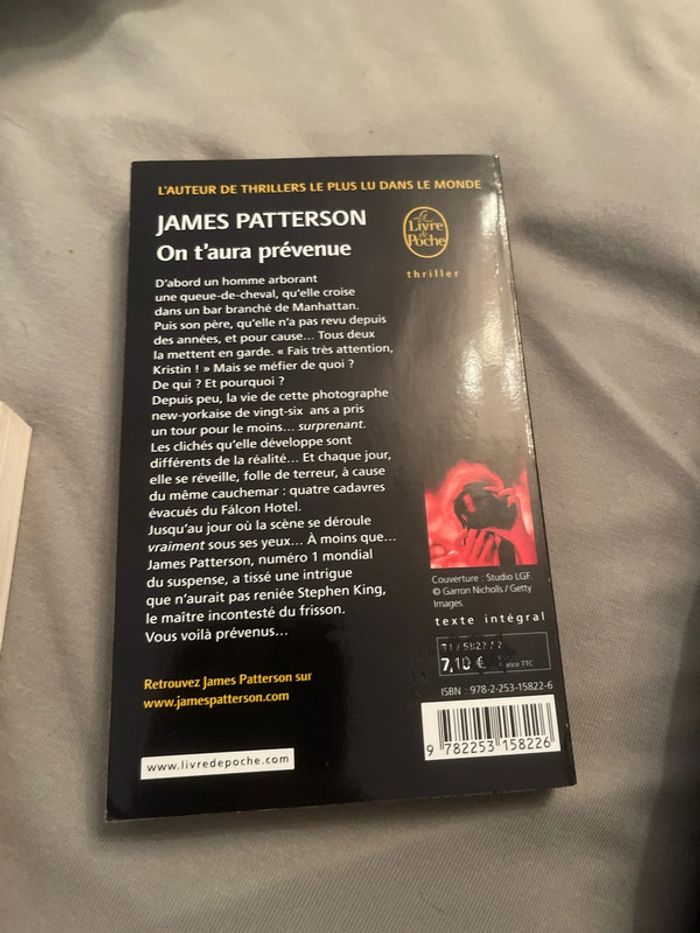 L'AUTEUR DE THRILLERS LE PLUS LU DANS LE MONDE
JAMES PATTERSON
On t'aura prévenue
Le
Livre
de
Poche
thriller
D'abord un homme arborant
une queue-de-cheval, qu'elle croise
dans un bar branché de Manhattan.
Puis son père, qu'elle n'a pas revu depuis
des années, et pour cause... Tous deux
la mettent en garde. « Fais très attention,
Kristin ! » Mais se méfier de quoi ?
De qui ? Et pourquoi ?
Depuis peu, la vie de cette photographe
new-yorkaise de vingt-six ans a pris
un tour pour le moins... surprenant.
Les clichés qu'elle développe sont
différents de la réalité... Et chaque jour,
elle se réveille, folle de terreur, à cause
du même cauchemar : quatre cadavres
évacués du Fálcon Hotel.
Jusqu'au jour où la scène se déroule
vraiment sous ses yeux... À moins que...
James Patterson, numéro 1 mondial
du suspense, a tissé une intrigue
que n'aurait pas reniée Stephen King,
le maître incontesté du frisson.
Vous voilà prévenus...
Couverture : Studio LGF.
© Garron Nicholls / Getty
Images.
texte intégral
7,10 €
TTC
ISBN : 978-2-253-15822-6
9 782253 158226
Retrouvez James Patterson sur
www.jamespatterson.com
www.livredepoche.com